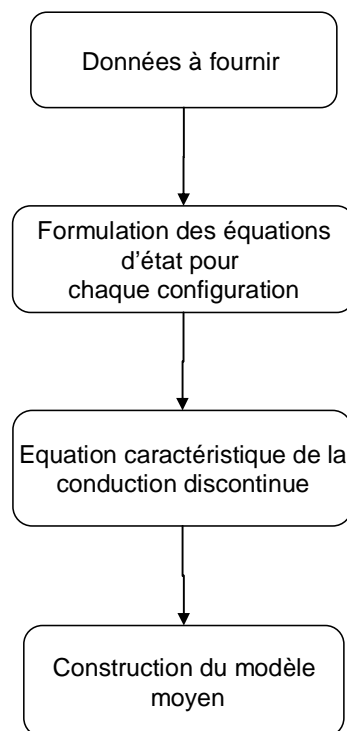 Données à fournir
Formulation des équations
d'état pour
chaque configuration
Equation caractéristique de la
conduction discontinue
Construction du modèle
moyen